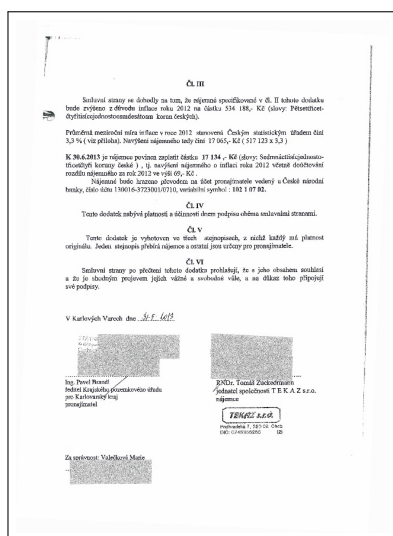 Čl. III
Smluvní strany se dohodly na tom, že nájemné specifikované v čl. II tohoto dodatku
bude zvýšeno z důvodu inflace roku 2012 na částku 534 188,- Kč (slovy: Pětsettřicet-
čtyřitisícjednostoosmdesátosm korun českých).
Průměrná meziroční míra inflace v roce 2012 stanovená Českým statistickým úřadem činí
3,3 % ( viz příloha). Navýšení nájemného tedy činí 17 065,- Kč ( 517 123 x 3,3 )
K 30.6.2013 je nájemce povinen zaplatit částku 17 134 ,- Kč (slovy: Sedmnácttisícjednosto-
třicetčtyři koruny české ) , tj. navýšení nájemného o inflaci roku 2012 včetně doúčtování
rozdílu nájemného za rok 2012 ve výši 69,- Kč .
Nájemné bude hrazeno převodem na účet pronajímatele vedený u České národní
banky, číslo účtu 130016-3723001/0710, variabilní symbol : 102 1 07 02.
Čl. IV
Tento dodatek nabývá platnosti a účinnosti dnem podpisu oběma smluvními stranami.
Čl. V
Tento dodatek je vyhotoven ve třech stejnopisech, z nichž každý má platnost
originálu. Jeden stejnopis přebírá nájemce a ostatní jsou určeny pro pronajímatele.
Čl. VI
Smluvní strany po přečtení tohoto dodatku prohlašují, že s jeho obsahem souhlasí
a že je shodným projevem jejich vážné a svobodné vůle, a na důkaz toho připojují
své podpisy.
V Karlových Varech dne
Ing. Pavel
ředitel Krajského pozemkového úřadu
pro Karlovarský kraj
pronajímatel
RNDr. Tomáš
jednatel společnosti T E K A Z s.r.o.
nájemce
TEKAZ s.r.o.
Za správnost: Valečková Marie